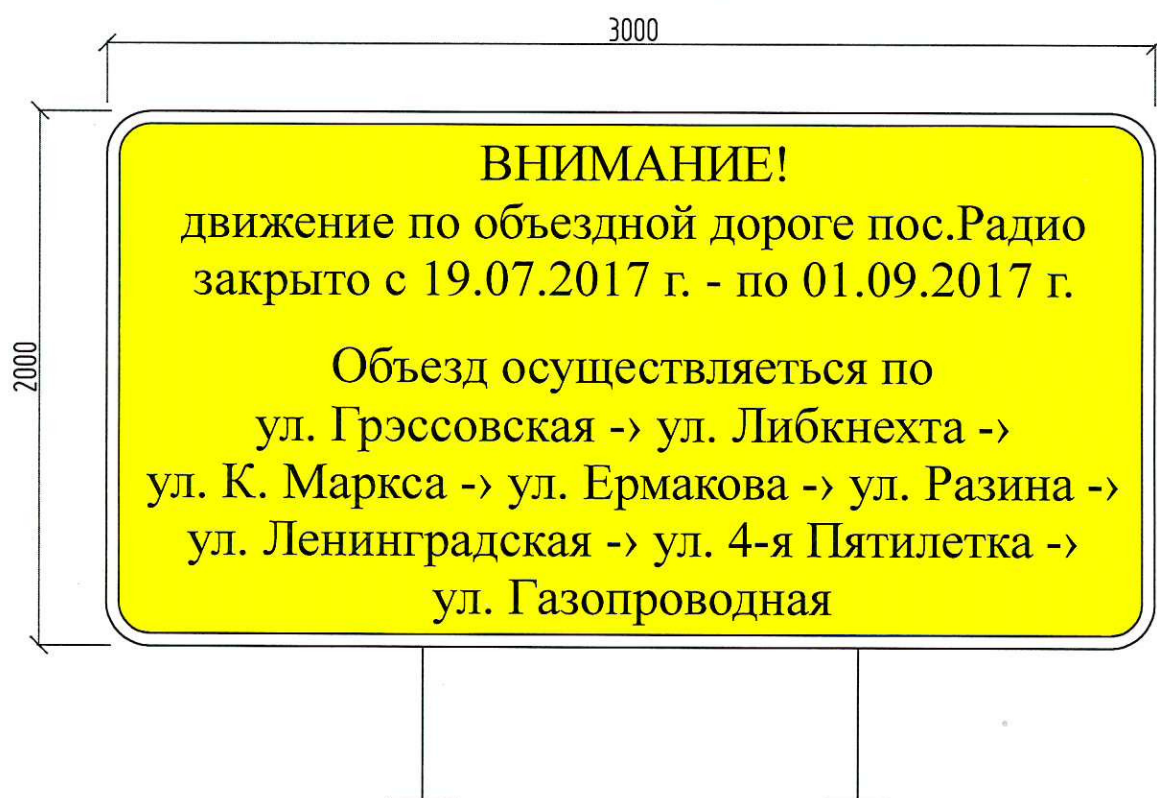 3000
2000
ВНИМАНИЕ!
движение по объездной дороге пос.Радио
закрыто с 19.07.2017 г. - по 01.09.2017 г.
Объезд осуществляеться по
ул. Грэссовская -› ул. Либкнехта -›
ул. К. Маркса -› ул. Ермакова -› ул. Разина -›
ул. Ленинградская -› ул. 4-я Пятилетка -›
ул. Газопроводная